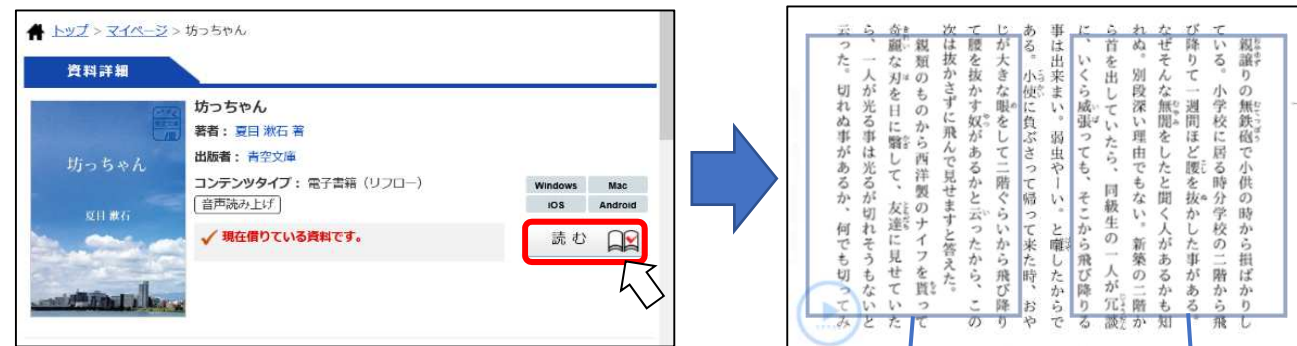 トップ > マイページ > 坊っちやん
資料詳細
坊っちゃん
夏目漱石
坊っちゃん
著者： 夏目 漱石 著
出版者： 青空文庫
コンテンツタイプ： 電子書籍（リフロー）
音声読み上げ
現在借りている資料です。
Windows Mac
iOS Android
読む
親譲りの無鉄砲で小供の時から損ばかりし
ている。小学校に居る時分学校の二階から飛
び降りて一週間ほど腰を抜かした事がある。
なぜそんな無闇をしたと聞く人があるかも知
れぬ。別段深い理由でもない。新築の二階か
ら首を出していたら、同級生の一人が冗談
に、いくら威張っても、そこから飛び降りる
事は出来まい。弱虫やーい。と囃したからで
ある。小使に負ぶさって帰って来た時、おや
じが大きな眼をして二階ぐらいから飛び降り
て腰を抜かす奴があるかと云ったから、この
次は抜かさずに飛んで見せますと答えた。
親類のものから西洋製のナイフを貰って
奇麗な刃を日に翳して、友達に見せていた
ら、一人が光る事は光るが切れそうもないと
云った。切れぬ事があるか、何でも切ってみ